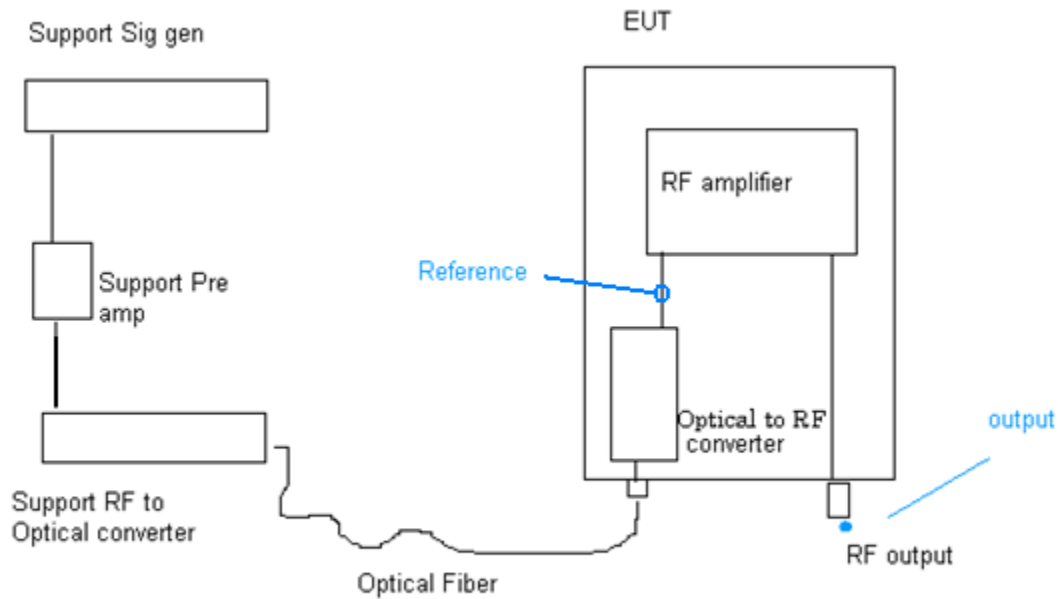 Support Sig gen
EUT
RF amplifier
Reference
Support Pre
amp
Optical to RF
converter
output
Support RF to
Optical converter
RF output
Optical Fiber